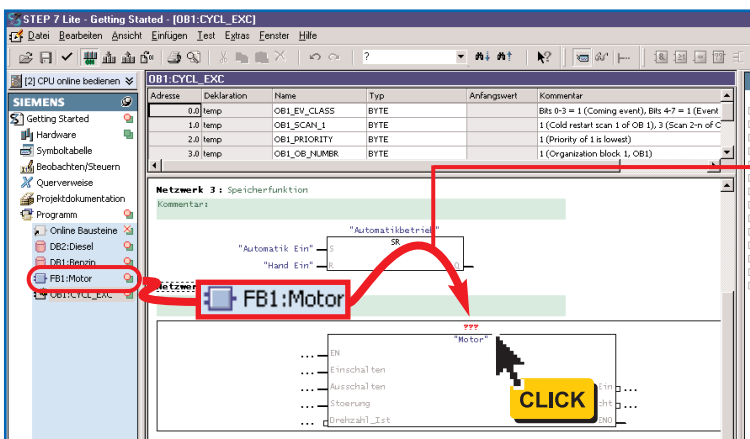 STEP 7 Lite - Getting Started - [OB1:CYCL_EXC]
Datei Bearbeiten Ansicht Einfügen Test Extras Fenster Hilfe
?
[2] CPU online bedienen
OB1:CYCL_EXC
Adresse Deklaration Name Typ Anfangswert Kommentar
0.0 temp OB1_EV_CLASS BYTE Bits 0-3 = 1 (Coming event), Bits 4-7 = 1 (Event
1.0 temp OB1_SCAN_1 BYTE 1 (Cold restart scan 1 of OB 1), 3 (Scan 2-n of O
2.0 temp OB1_PRIORITY BYTE 1 (Priority of 1 is lowest)
3.0 temp OB1_OB_NUMBR BYTE 1 (Organization block 1, OB1)
SIEMENS
Getting Started
Hardware
Symboltabelle
Beobachten/Steuern
Querverweise
Projektdokumentation
Programm
Online Bausteine
DB2:Diesel
DB1:Benzin
FB1:Motor
OB1:CYCL_EXC
Netzwerk 3 : Speicherfunktion
Kommentar:
"Automatikbetrieb"
SR
"Automatik Ein" S
"Hand Ein" R Q
Netzwer
FB1:Motor
???
"Motor"
... EN
... Einschalten
... Ausschalten Ein ...
... Stoerung cht ...
... Drehzahl_Ist ENO
CLICK